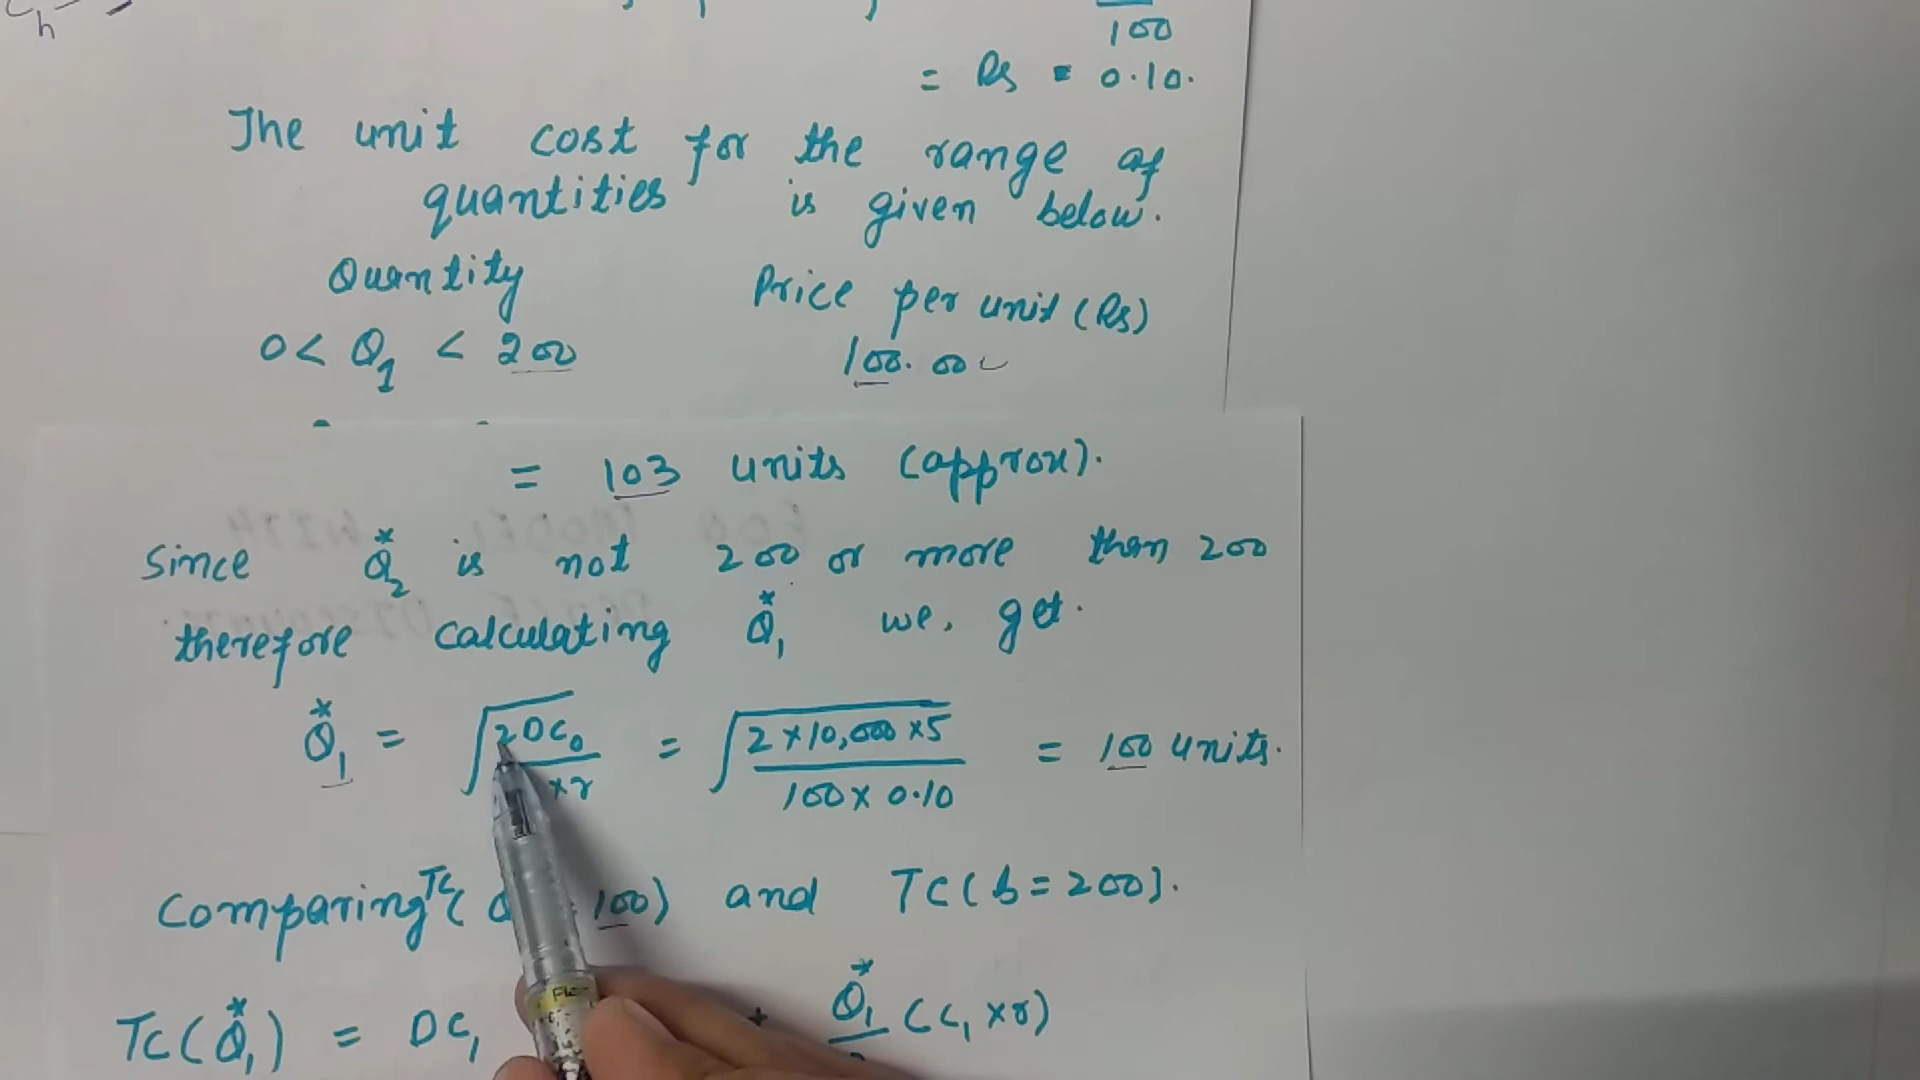 h
100
= Rs 0.10.
The unit cost for the range of
quantities is given below.
Quantity Price per unit (Rs)
0 < Q1 < 200 100.00
= 103 units (approx).
Since Q2* is not 200 or more than 200
therefore calculating Q1* we, get.
Q1* = √2DC0 / ×r = √2×10,000×5 / 100×0.10 = 100 units.
Comparing TC( 100) and TC(b=200).
TC(Q1*) = DC1 + Q1* (C1×r)